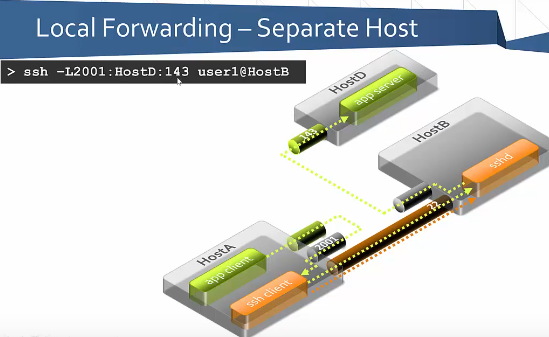 Local Forwarding – Separate Host
> ssh -L2001:HostD:143 user1@HostB
HostD
app server
143
HostB
sshd
22
2001
HostA
app client
ssh client